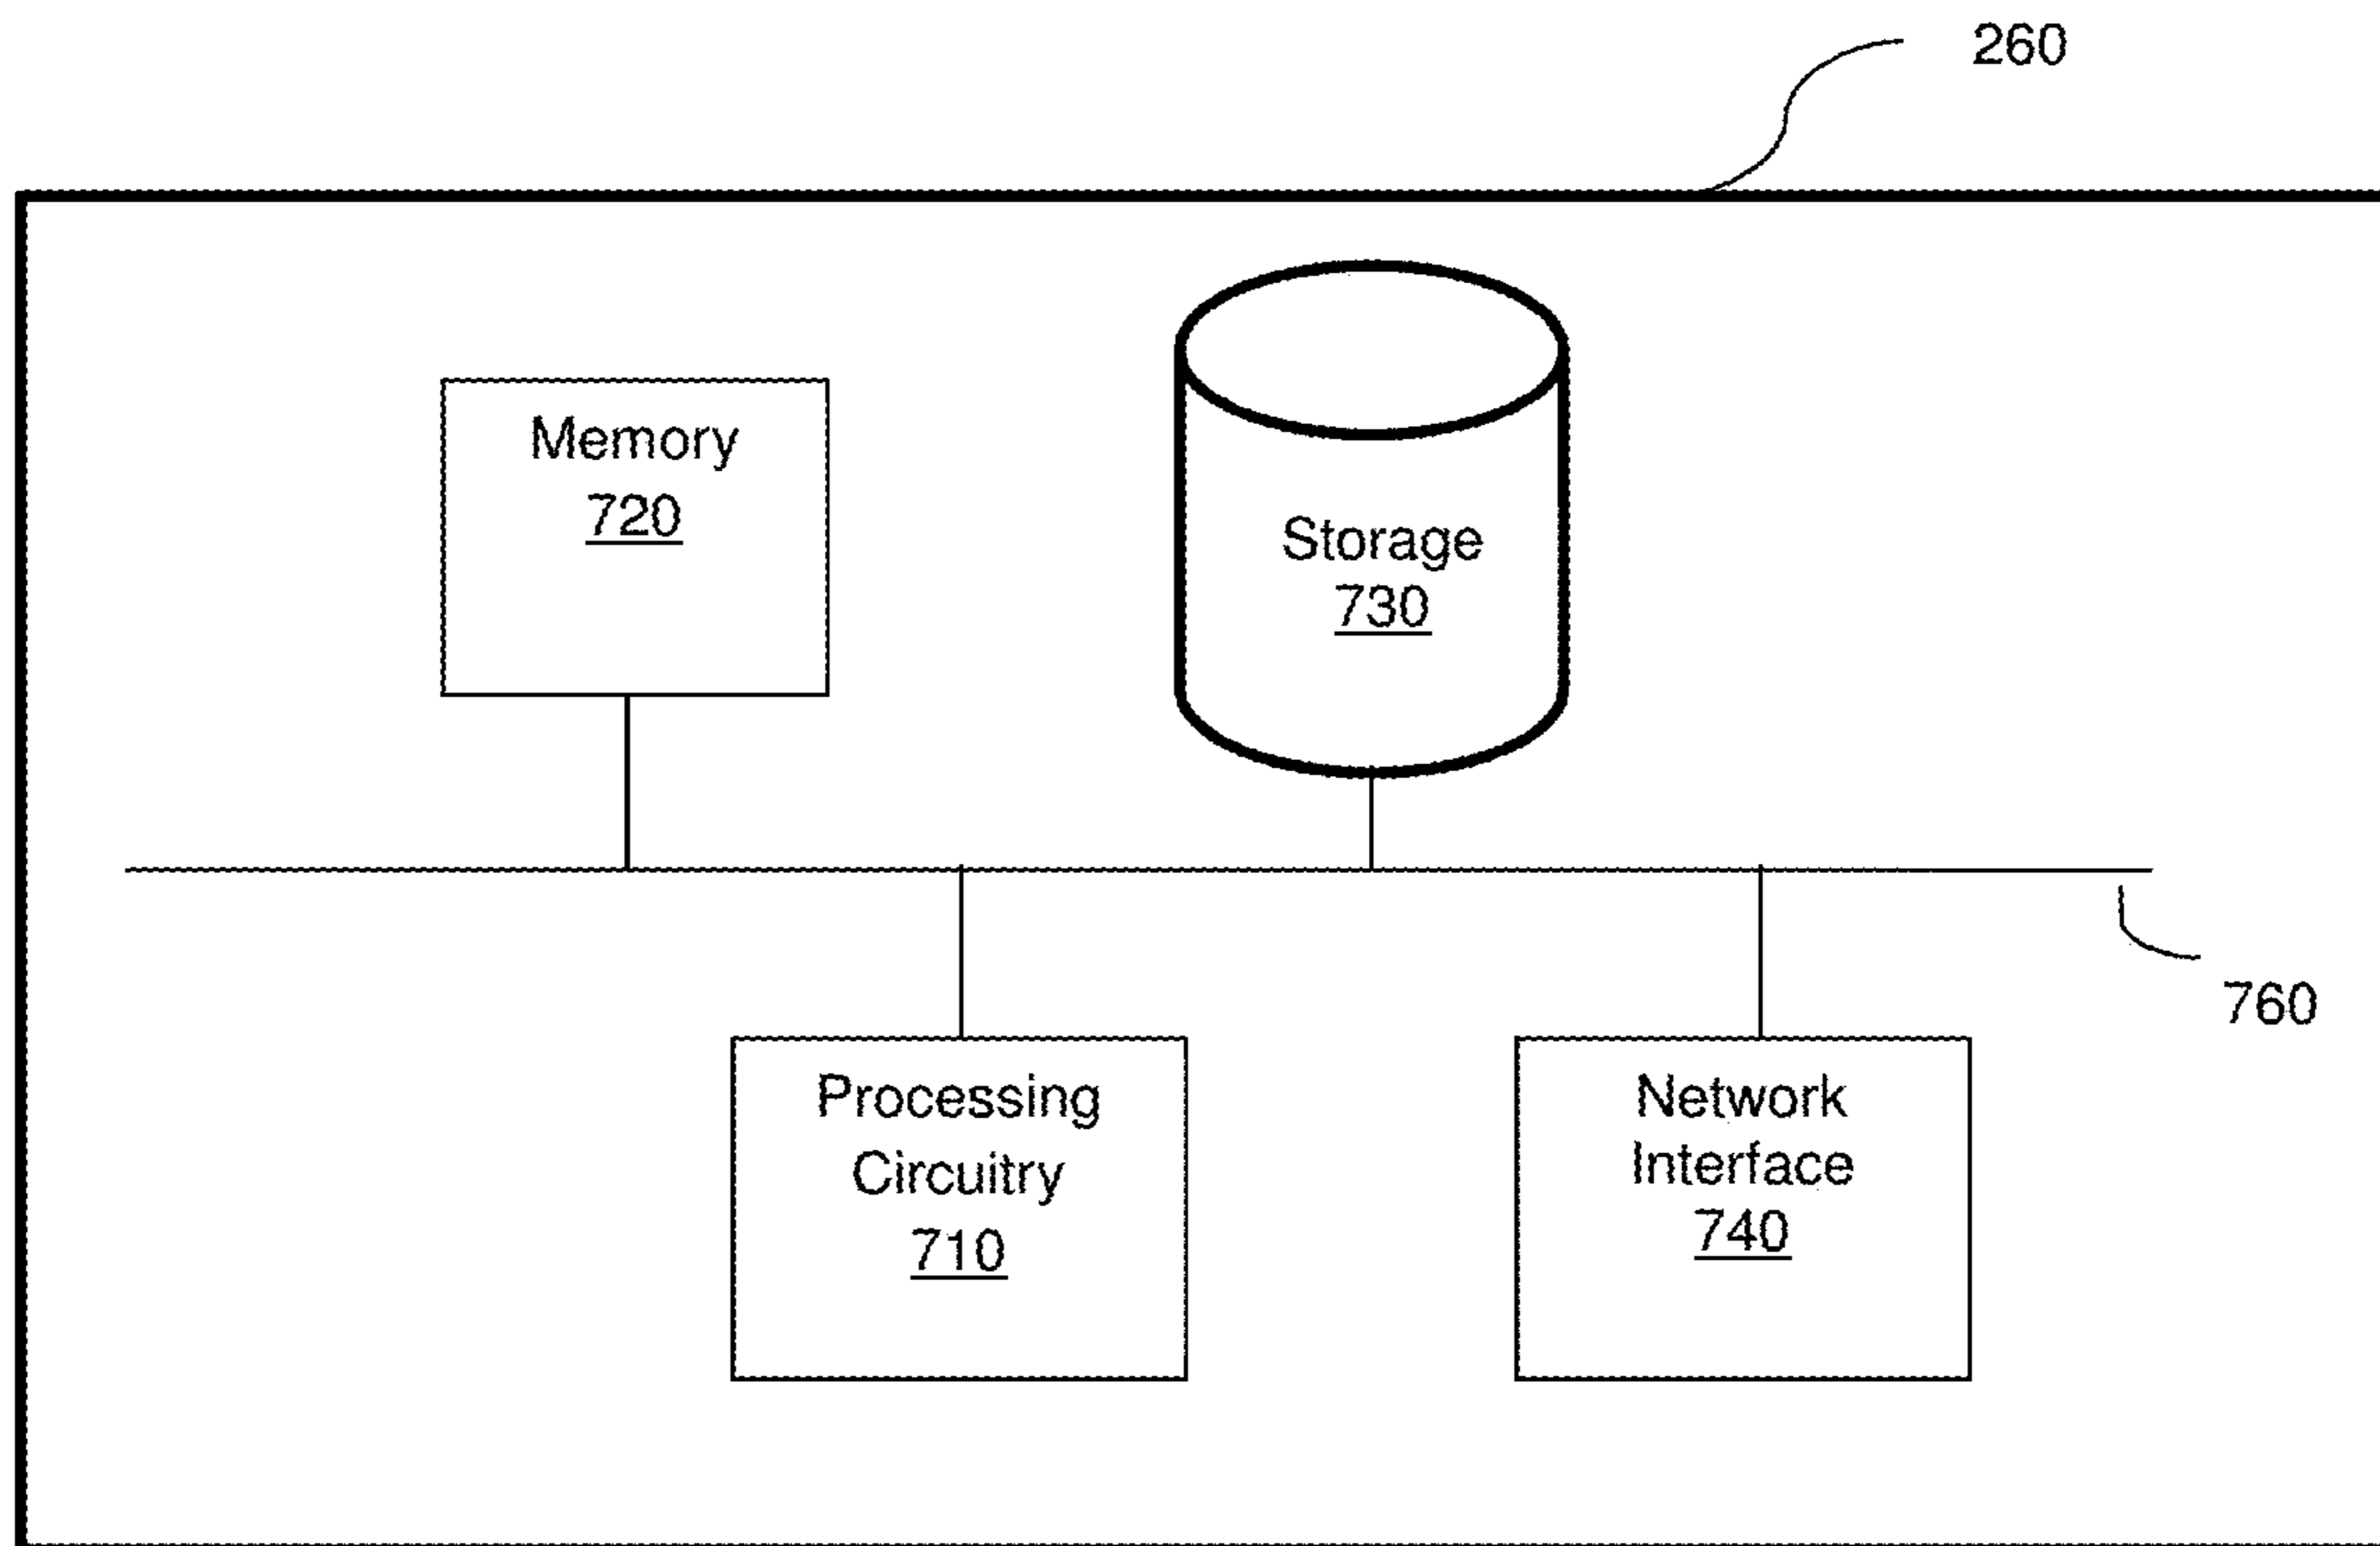 260
Memory
720
Storage
730
760
Processing
Circuitry
710
Network
Interface
740